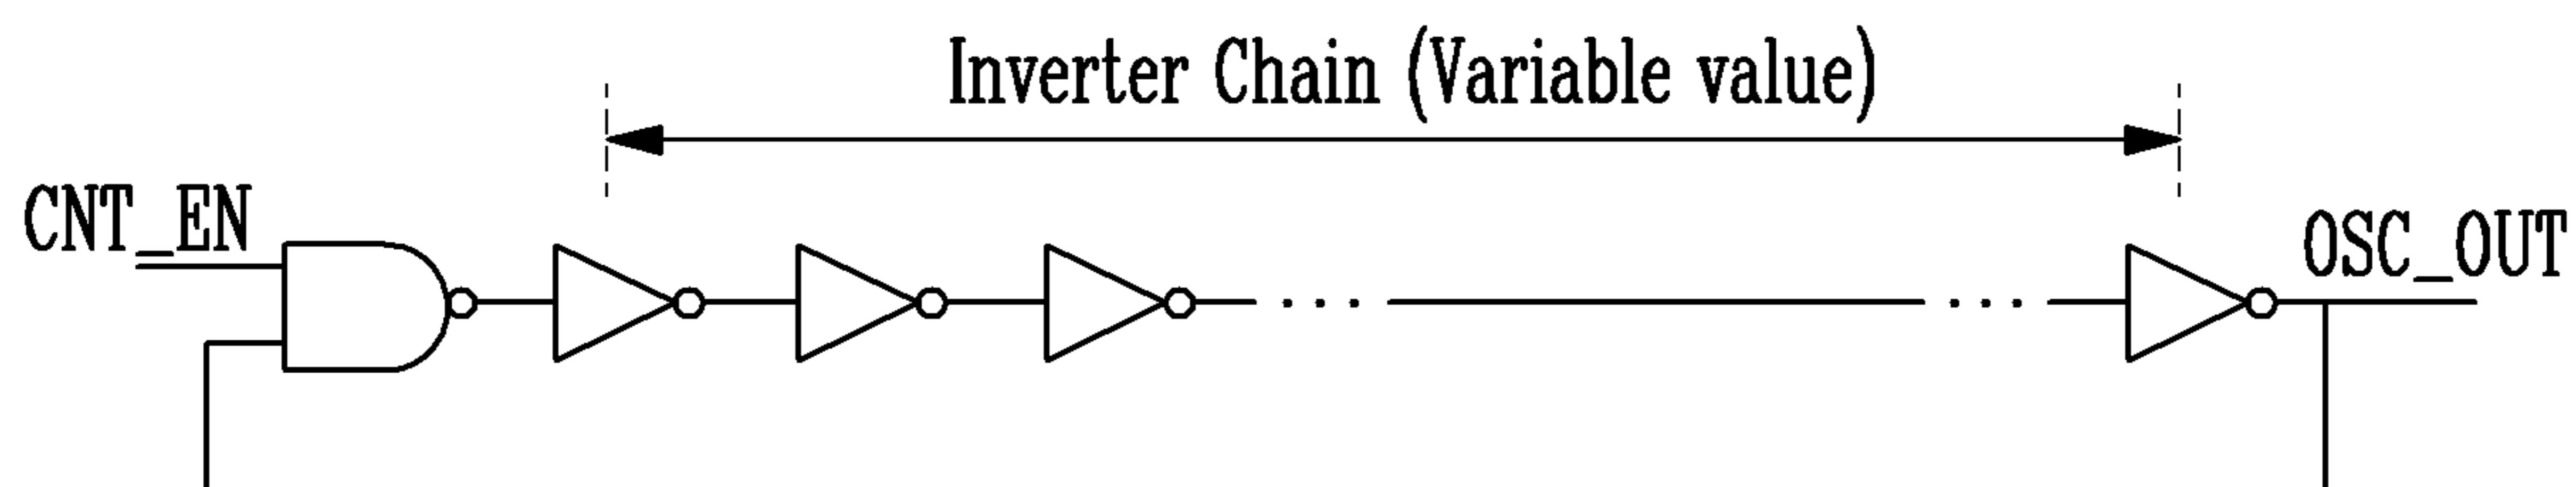 Inverter Chain (Variable value)
CNT_EN
OSC_OUT